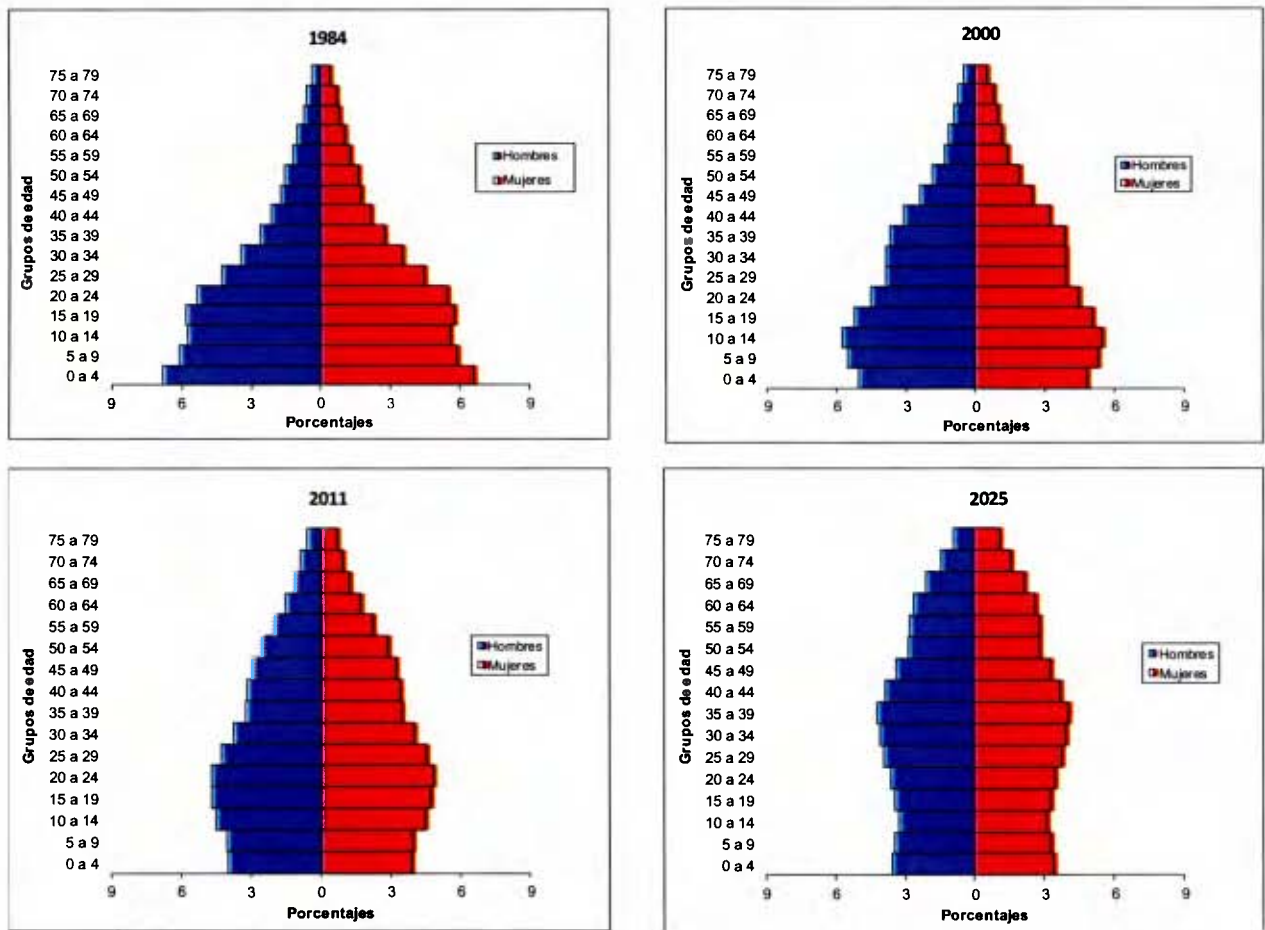 1984
Grupos de edad
75 a 79
70 a 74
65 a 69
60 a 64
55 a 59
50 a 54
45 a 49
40 a 44
35 a 39
30 a 34
25 a 29
20 a 24
15 a 19
10 a 14
5 a 9
0 a 4
Hombres
Mujeres
9 6 3 0 3 6 9
Porcentajes
2000
Grupos de edad
75 a 79
70 a 74
65 a 69
60 a 64
55 a 59
50 a 54
45 a 49
40 a 44
35 a 39
30 a 34
25 a 29
20 a 24
15 a 19
10 a 14
5 a 9
0 a 4
Hombres
Mujeres
9 6 3 0 3 6 9
Porcentajes
2011
Grupos de edad
75 a 79
70 a 74
65 a 69
60 a 64
55 a 59
50 a 54
45 a 49
40 a 44
35 a 39
30 a 34
25 a 29
20 a 24
15 a 19
10 a 14
5 a 9
0 a 4
Hombres
Mujeres
9 6 3 0 3 6 9
Porcentajes
2025
Grupos de edad
75 a 79
70 a 74
65 a 69
60 a 64
55 a 59
50 a 54
45 a 49
40 a 44
35 a 39
30 a 34
25 a 29
20 a 24
15 a 19
10 a 14
5 a 9
0 a 4
Hombres
Mujeres
9 6 3 0 3 6 9
Porcentajes